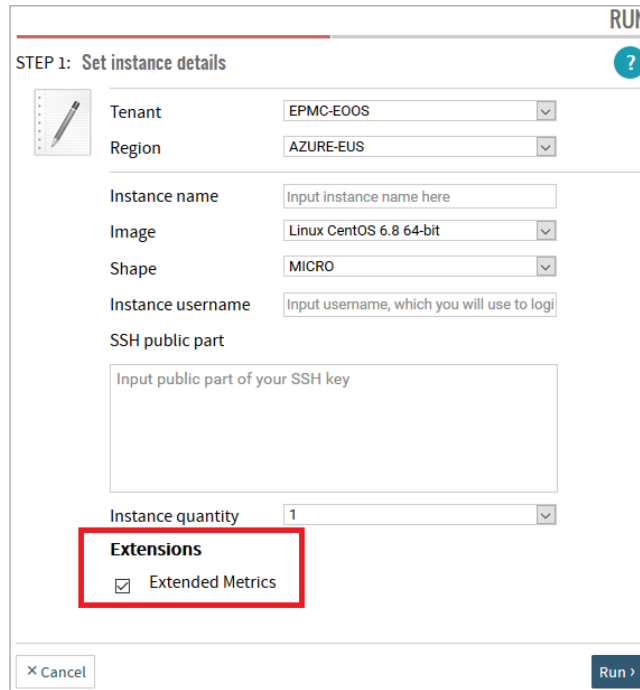 RUN
STEP 1: Set instance details
?
Tenant EPMC-EOOS
Region AZURE-EUS
Instance name Input instance name here
Image Linux CentOS 6.8 64-bit
Shape MICRO
Instance username Input username, which you will use to logi
SSH public part
Input public part of your SSH key
Instance quantity 1
Extensions
Extended Metrics
× Cancel Run ›